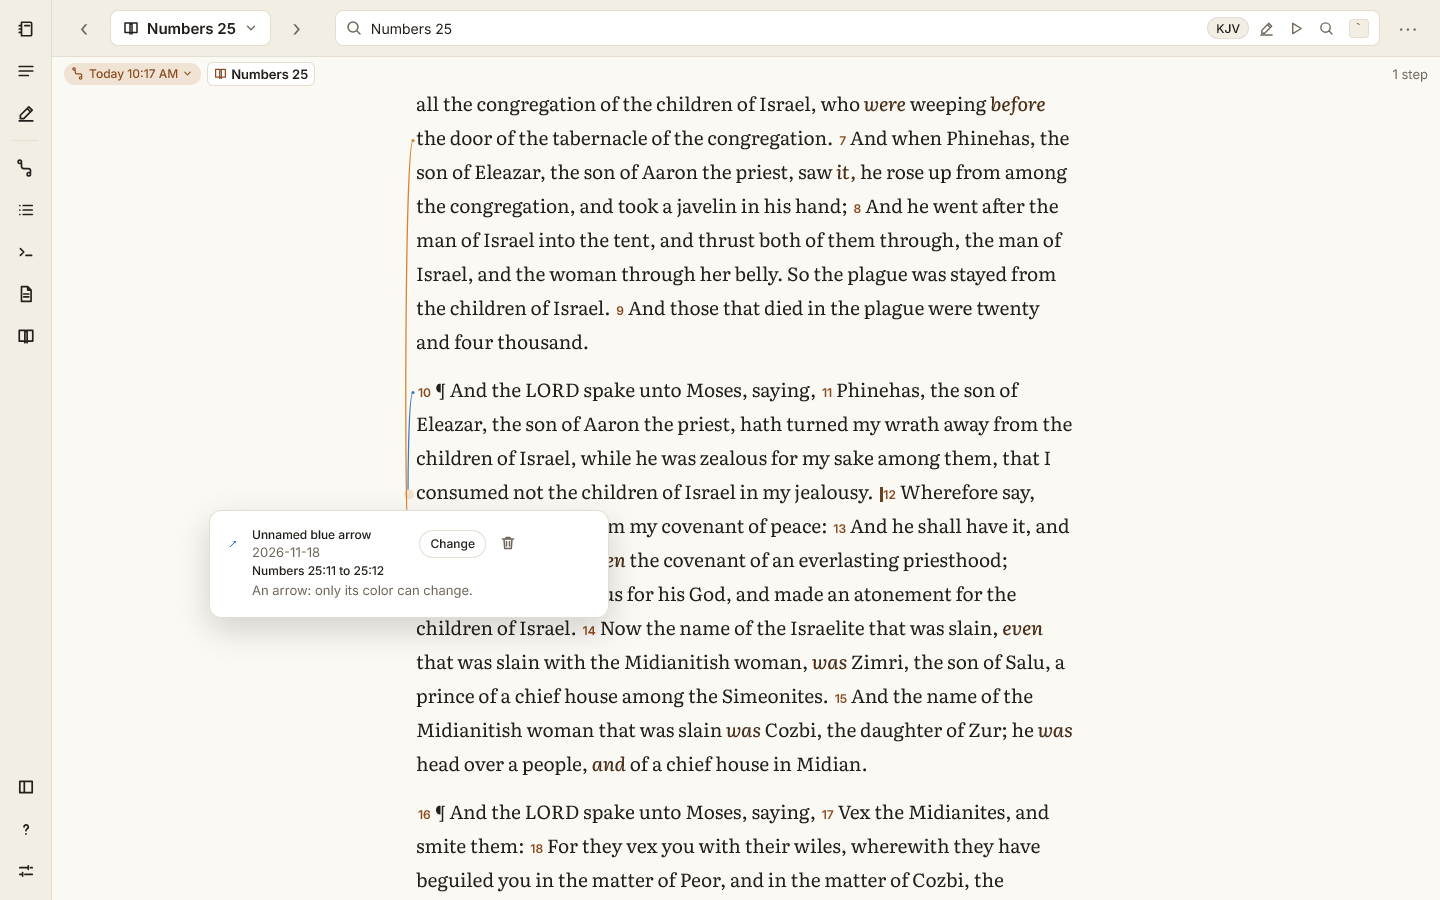 Numbers 25
Numbers 25
KJV
`
Today 10:17 AM
Numbers 25
1 step
all the congregation of the children of Israel, who were weeping before
the door of the tabernacle of the congregation. 7 And when Phinehas, the
son of Eleazar, the son of Aaron the priest, saw it, he rose up from among
the congregation, and took a javelin in his hand; 8 And he went after the
man of Israel into the tent, and thrust both of them through, the man of
Israel, and the woman through her belly. So the plague was stayed from
the children of Israel. 9 And those that died in the plague were twenty
and four thousand.
10 ¶ And the LORD spake unto Moses, saying, 11 Phinehas, the son of
Eleazar, the son of Aaron the priest, hath turned my wrath away from the
children of Israel, while he was zealous for my sake among them, that I
consumed not the children of Israel in my jealousy. 12 Wherefore say,
m my covenant of peace: 13 And he shall have it, and
en the covenant of an everlasting priesthood;
us for his God, and made an atonement for the
children of Israel. 14 Now the name of the Israelite that was slain, even
that was slain with the Midianitish woman, was Zimri, the son of Salu, a
prince of a chief house among the Simeonites. 15 And the name of the
Midianitish woman that was slain was Cozbi, the daughter of Zur; he was
head over a people, and of a chief house in Midian.
16 ¶ And the LORD spake unto Moses, saying, 17 Vex the Midianites, and
smite them: 18 For they vex you with their wiles, wherewith they have
beguiled you in the matter of Peor, and in the matter of Cozbi, the
Unnamed blue arrow
2026-11-18
Numbers 25:11 to 25:12
An arrow: only its color can change.
Change
?